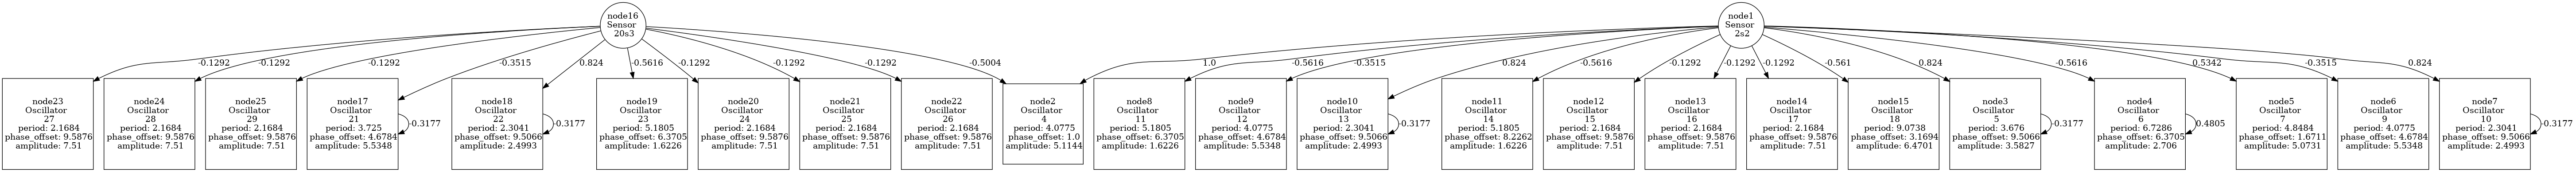 node16
Sensor
20s3
node1
Sensor
2s2
-0.1292
-0.1292
-0.1292
-0.3515
0.824
-0.5616
-0.1292
-0.1292
-0.1292
-0.5004
1.0
-0.5616
-0.3515
0.824
-0.5616
-0.1292
-0.1292
-0.1292
-0.561
0.824
-0.5616
0.5342
-0.3515
0.824
node23
Oscillator
27
period: 2.1684
phase_offset: 9.5876
amplitude: 7.51
node24
Oscillator
28
period: 2.1684
phase_offset: 9.5876
amplitude: 7.51
node25
Oscillator
29
period: 2.1684
phase_offset: 9.5876
amplitude: 7.51
node17
Oscillator
21
period: 3.725
phase_offset: 4.6784
amplitude: 5.5348
-0.3177
node18
Oscillator
22
period: 2.3041
phase_offset: 9.5066
amplitude: 2.4993
-0.3177
node19
Oscillator
23
period: 5.1805
phase_offset: 6.3705
amplitude: 1.6226
node20
Oscillator
24
period: 2.1684
phase_offset: 9.5876
amplitude: 7.51
node21
Oscillator
25
period: 2.1684
phase_offset: 9.5876
amplitude: 7.51
node22
Oscillator
26
period: 2.1684
phase_offset: 9.5876
amplitude: 7.51
node2
Oscillator
4
period: 4.0775
phase_offset: 1.0
amplitude: 5.1144
node8
Oscillator
11
period: 5.1805
phase_offset: 6.3705
amplitude: 1.6226
node9
Oscillator
12
period: 4.0775
phase_offset: 4.6784
amplitude: 5.5348
node10
Oscillator
13
period: 2.3041
phase_offset: 9.5066
amplitude: 2.4993
-0.3177
node11
Oscillator
14
period: 5.1805
phase_offset: 8.2262
amplitude: 1.6226
node12
Oscillator
15
period: 2.1684
phase_offset: 9.5876
amplitude: 7.51
node13
Oscillator
16
period: 2.1684
phase_offset: 9.5876
amplitude: 7.51
node14
Oscillator
17
period: 2.1684
phase_offset: 9.5876
amplitude: 7.51
node15
Oscillator
18
period: 9.0738
phase_offset: 3.1694
amplitude: 6.4701
node3
Oscillator
5
period: 3.676
phase_offset: 9.5066
amplitude: 3.5827
-0.3177
node4
Oscillator
6
period: 6.7286
phase_offset: 6.3705
amplitude: 2.706
0.4805
node5
Oscillator
7
period: 4.8484
phase_offset: 1.6711
amplitude: 5.0731
node6
Oscillator
9
period: 4.0775
phase_offset: 4.6784
amplitude: 5.5348
node7
Oscillator
10
period: 2.3041
phase_offset: 9.5066
amplitude: 2.4993
-0.3177